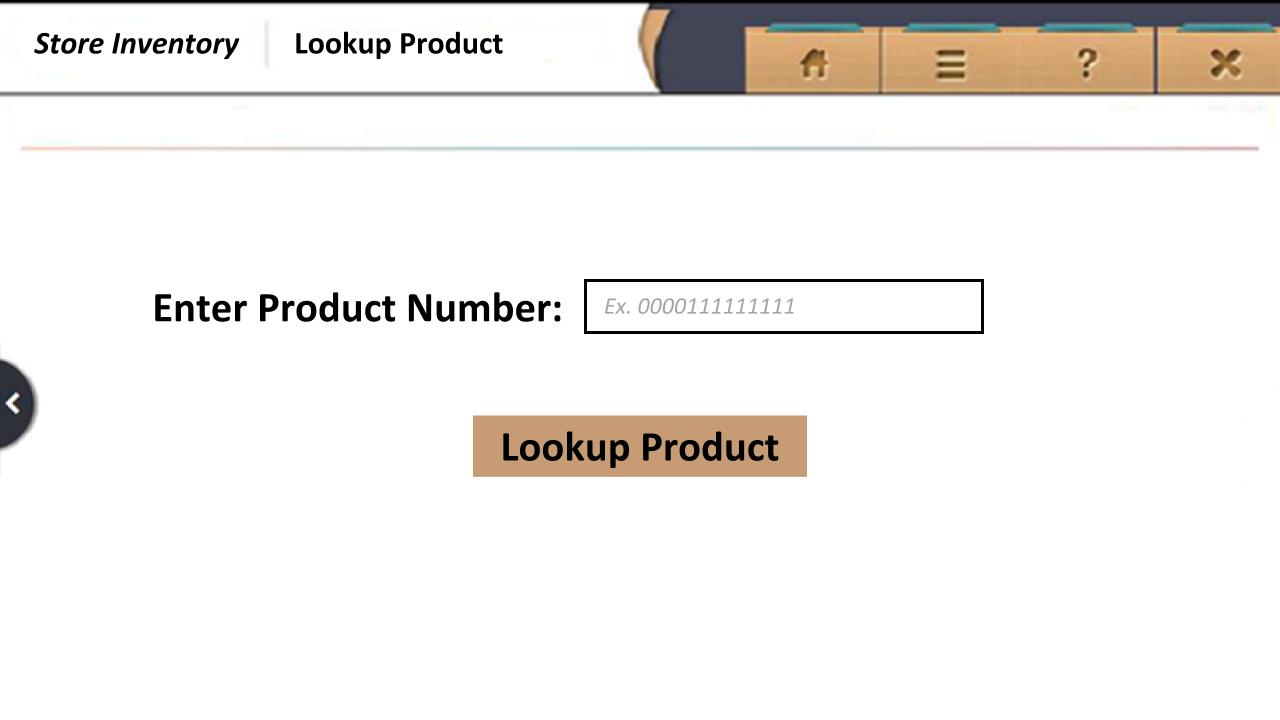 Store Inventory
Lookup Product
?
Enter Product Number:
Ex. 0000111111111
Lookup Product